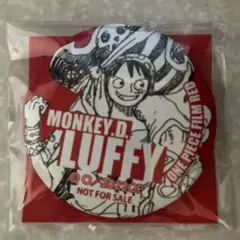 MONKEY.D.
LUFFY
NOT FOR SALE
ONE PIECE FILM RED